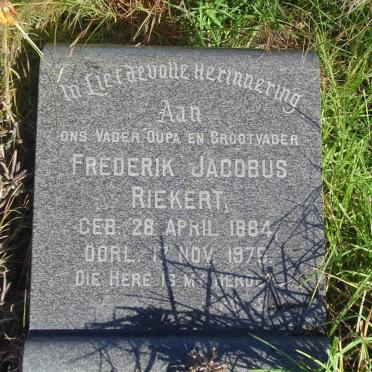 In Liefdevolle Herinnering
Aan
ONS VADER OUPA EN GROOTVADER
FREDERIK JACOBUS
RIEKERT,
GEB. 28 APRIL 1884
OORL. NOV. 1975.
DIE HERE IS MY HERDER